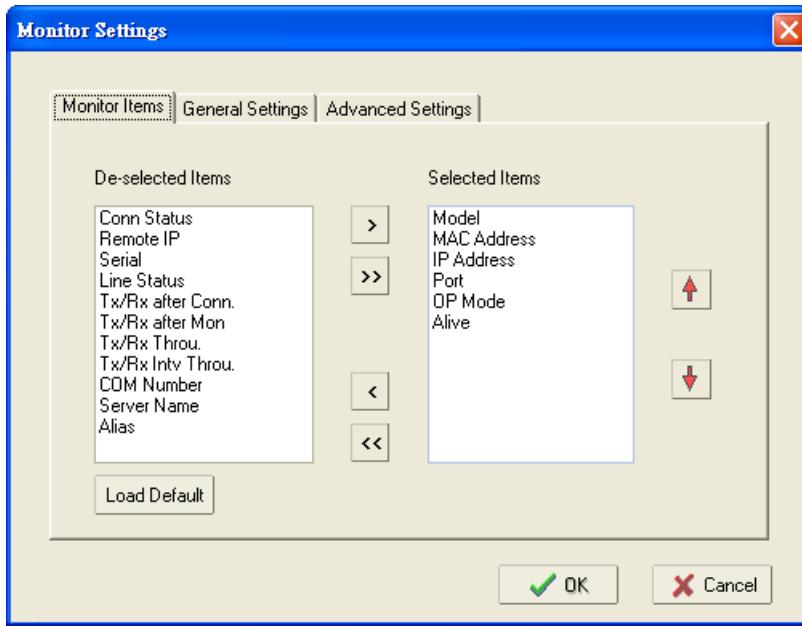 Monitor Settings
Monitor Items
General Settings
Advanced Settings
De-selected Items
Conn Status
Remote IP
Serial
Line Status
Tx/Rx after Conn.
Tx/Rx after Mon
Tx/Rx Throu.
Tx/Rx Intv Throu.
COM Number
Server Name
Alias
>
>>
<
<<
Selected Items
Model
MAC Address
IP Address
Port
OP Mode
Alive
Load Default
OK
Cancel